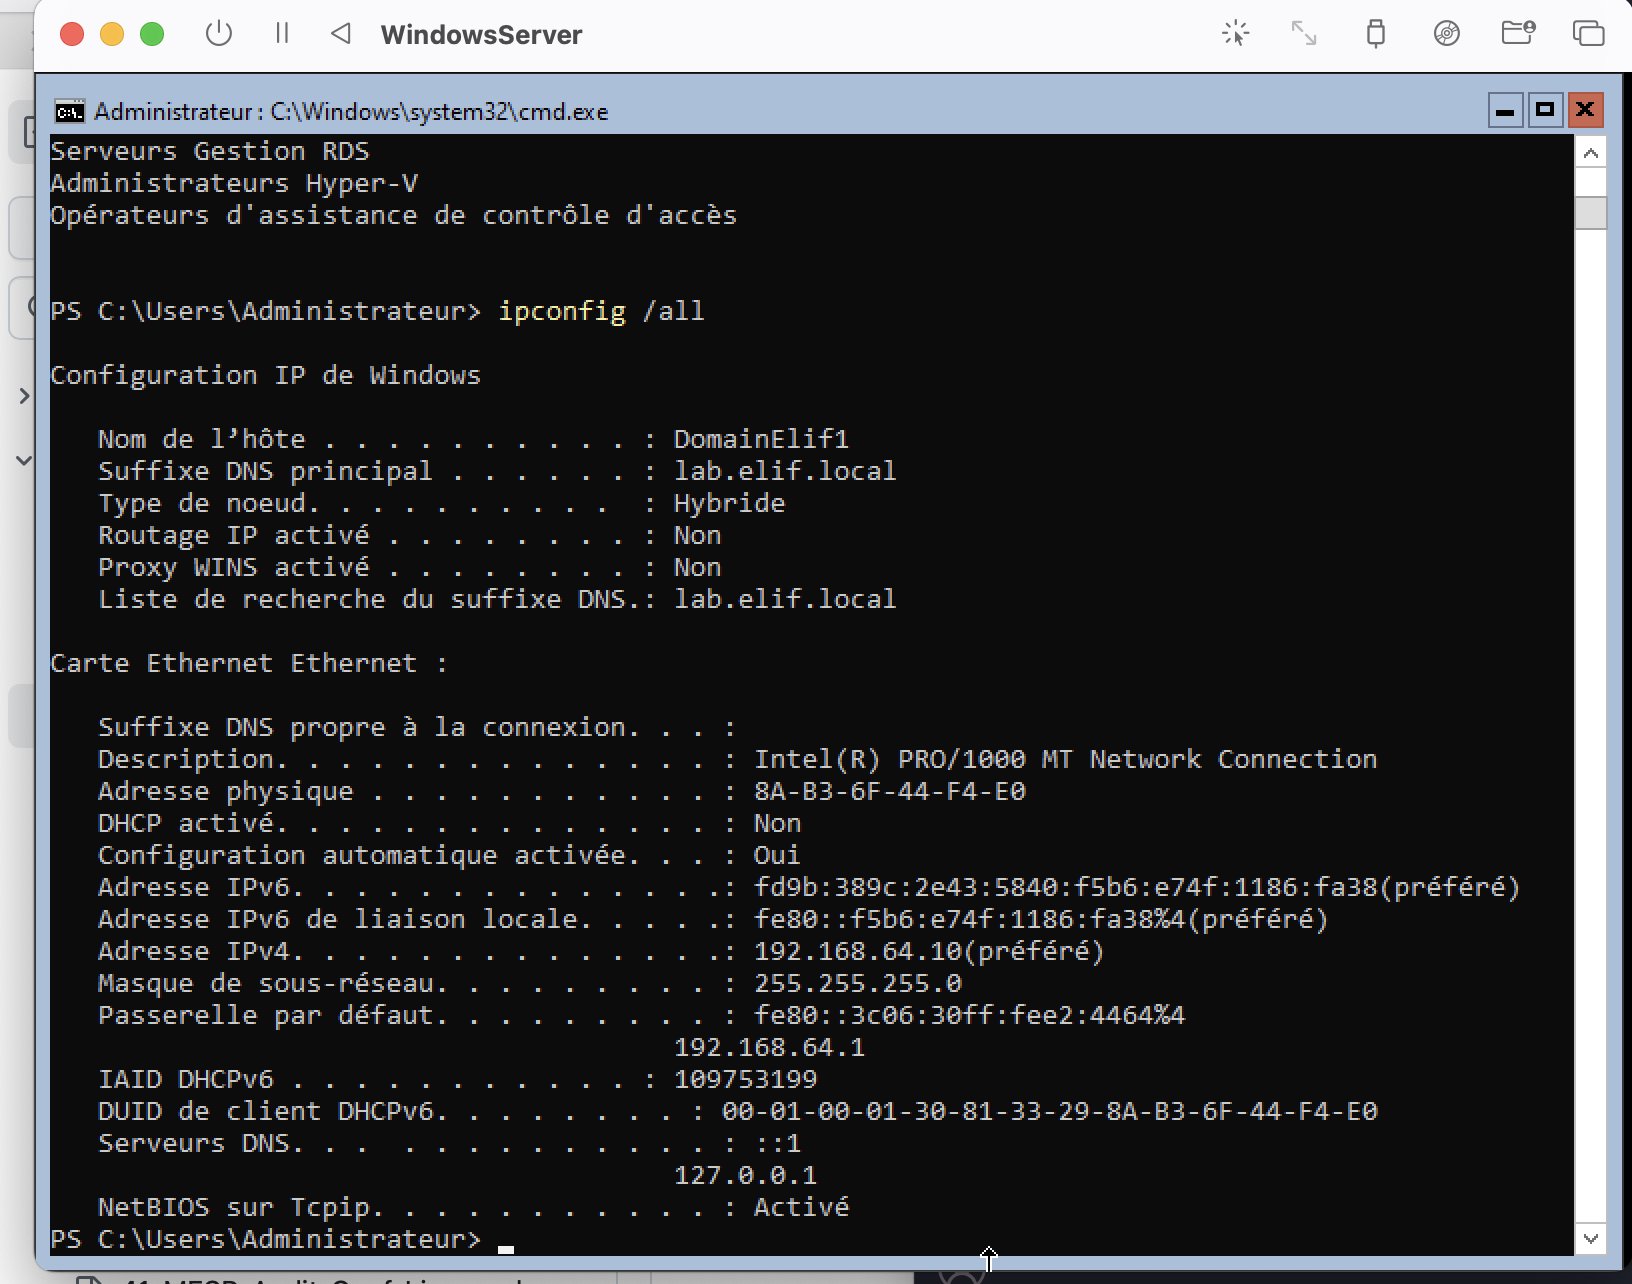 WindowsServer
Administrateur : C:\Windows\system32\cmd.exe
Serveurs Gestion RDS
Administrateurs Hyper-V
Opérateurs d'assistance de contrôle d'accès
PS C:\Users\Administrateur> ipconfig /all
Configuration IP de Windows
Nom de l’hôte . . . . . . . . . . : DomainElif1
Suffixe DNS principal . . . . . . : lab.elif.local
Type de noeud. . . . . . . . . .  : Hybride
Routage IP activé . . . . . . . . : Non
Proxy WINS activé . . . . . . . . : Non
Liste de recherche du suffixe DNS.: lab.elif.local
Carte Ethernet Ethernet :
Suffixe DNS propre à la connexion. . . :
Description. . . . . . . . . . . . . . : Intel(R) PRO/1000 MT Network Connection
Adresse physique . . . . . . . . . . . : 8A-B3-6F-44-F4-E0
DHCP activé. . . . . . . . . . . . . . : Non
Configuration automatique activée. . . : Oui
Adresse IPv6. . . . . . . . . . . . . .: fd9b:389c:2e43:5840:f5b6:e74f:1186:fa38(préféré)
Adresse IPv6 de liaison locale. . . . .: fe80::f5b6:e74f:1186:fa38%4(préféré)
Adresse IPv4. . . . . . . . . . . . . .: 192.168.64.10(préféré)
Masque de sous-réseau. . . . . . . . . : 255.255.255.0
Passerelle par défaut. . . . . . . . . : fe80::3c06:30ff:fee2:4464%4
192.168.64.1
IAID DHCPv6 . . . . . . . . . . . : 109753199
DUID de client DHCPv6. . . . . . . . : 00-01-00-01-30-81-33-29-8A-B3-6F-44-F4-E0
Serveurs DNS. . .  . . . . . . . . . . : ::1
127.0.0.1
NetBIOS sur Tcpip. . . . . . . . . . . : Activé
PS C:\Users\Administrateur>